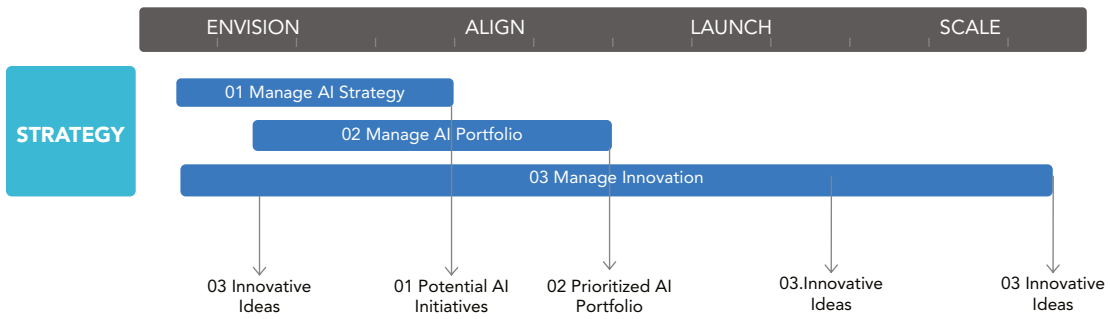 ENVISION ALIGN LAUNCH SCALE
STRATEGY
01 Manage AI Strategy
02 Manage AI Portfolio
03 Manage Innovation
03 Innovative
Ideas
01 Potential AI
Initiatives
02 Prioritized AI
Portfolio
03.Innovative
Ideas
03 Innovative
Ideas